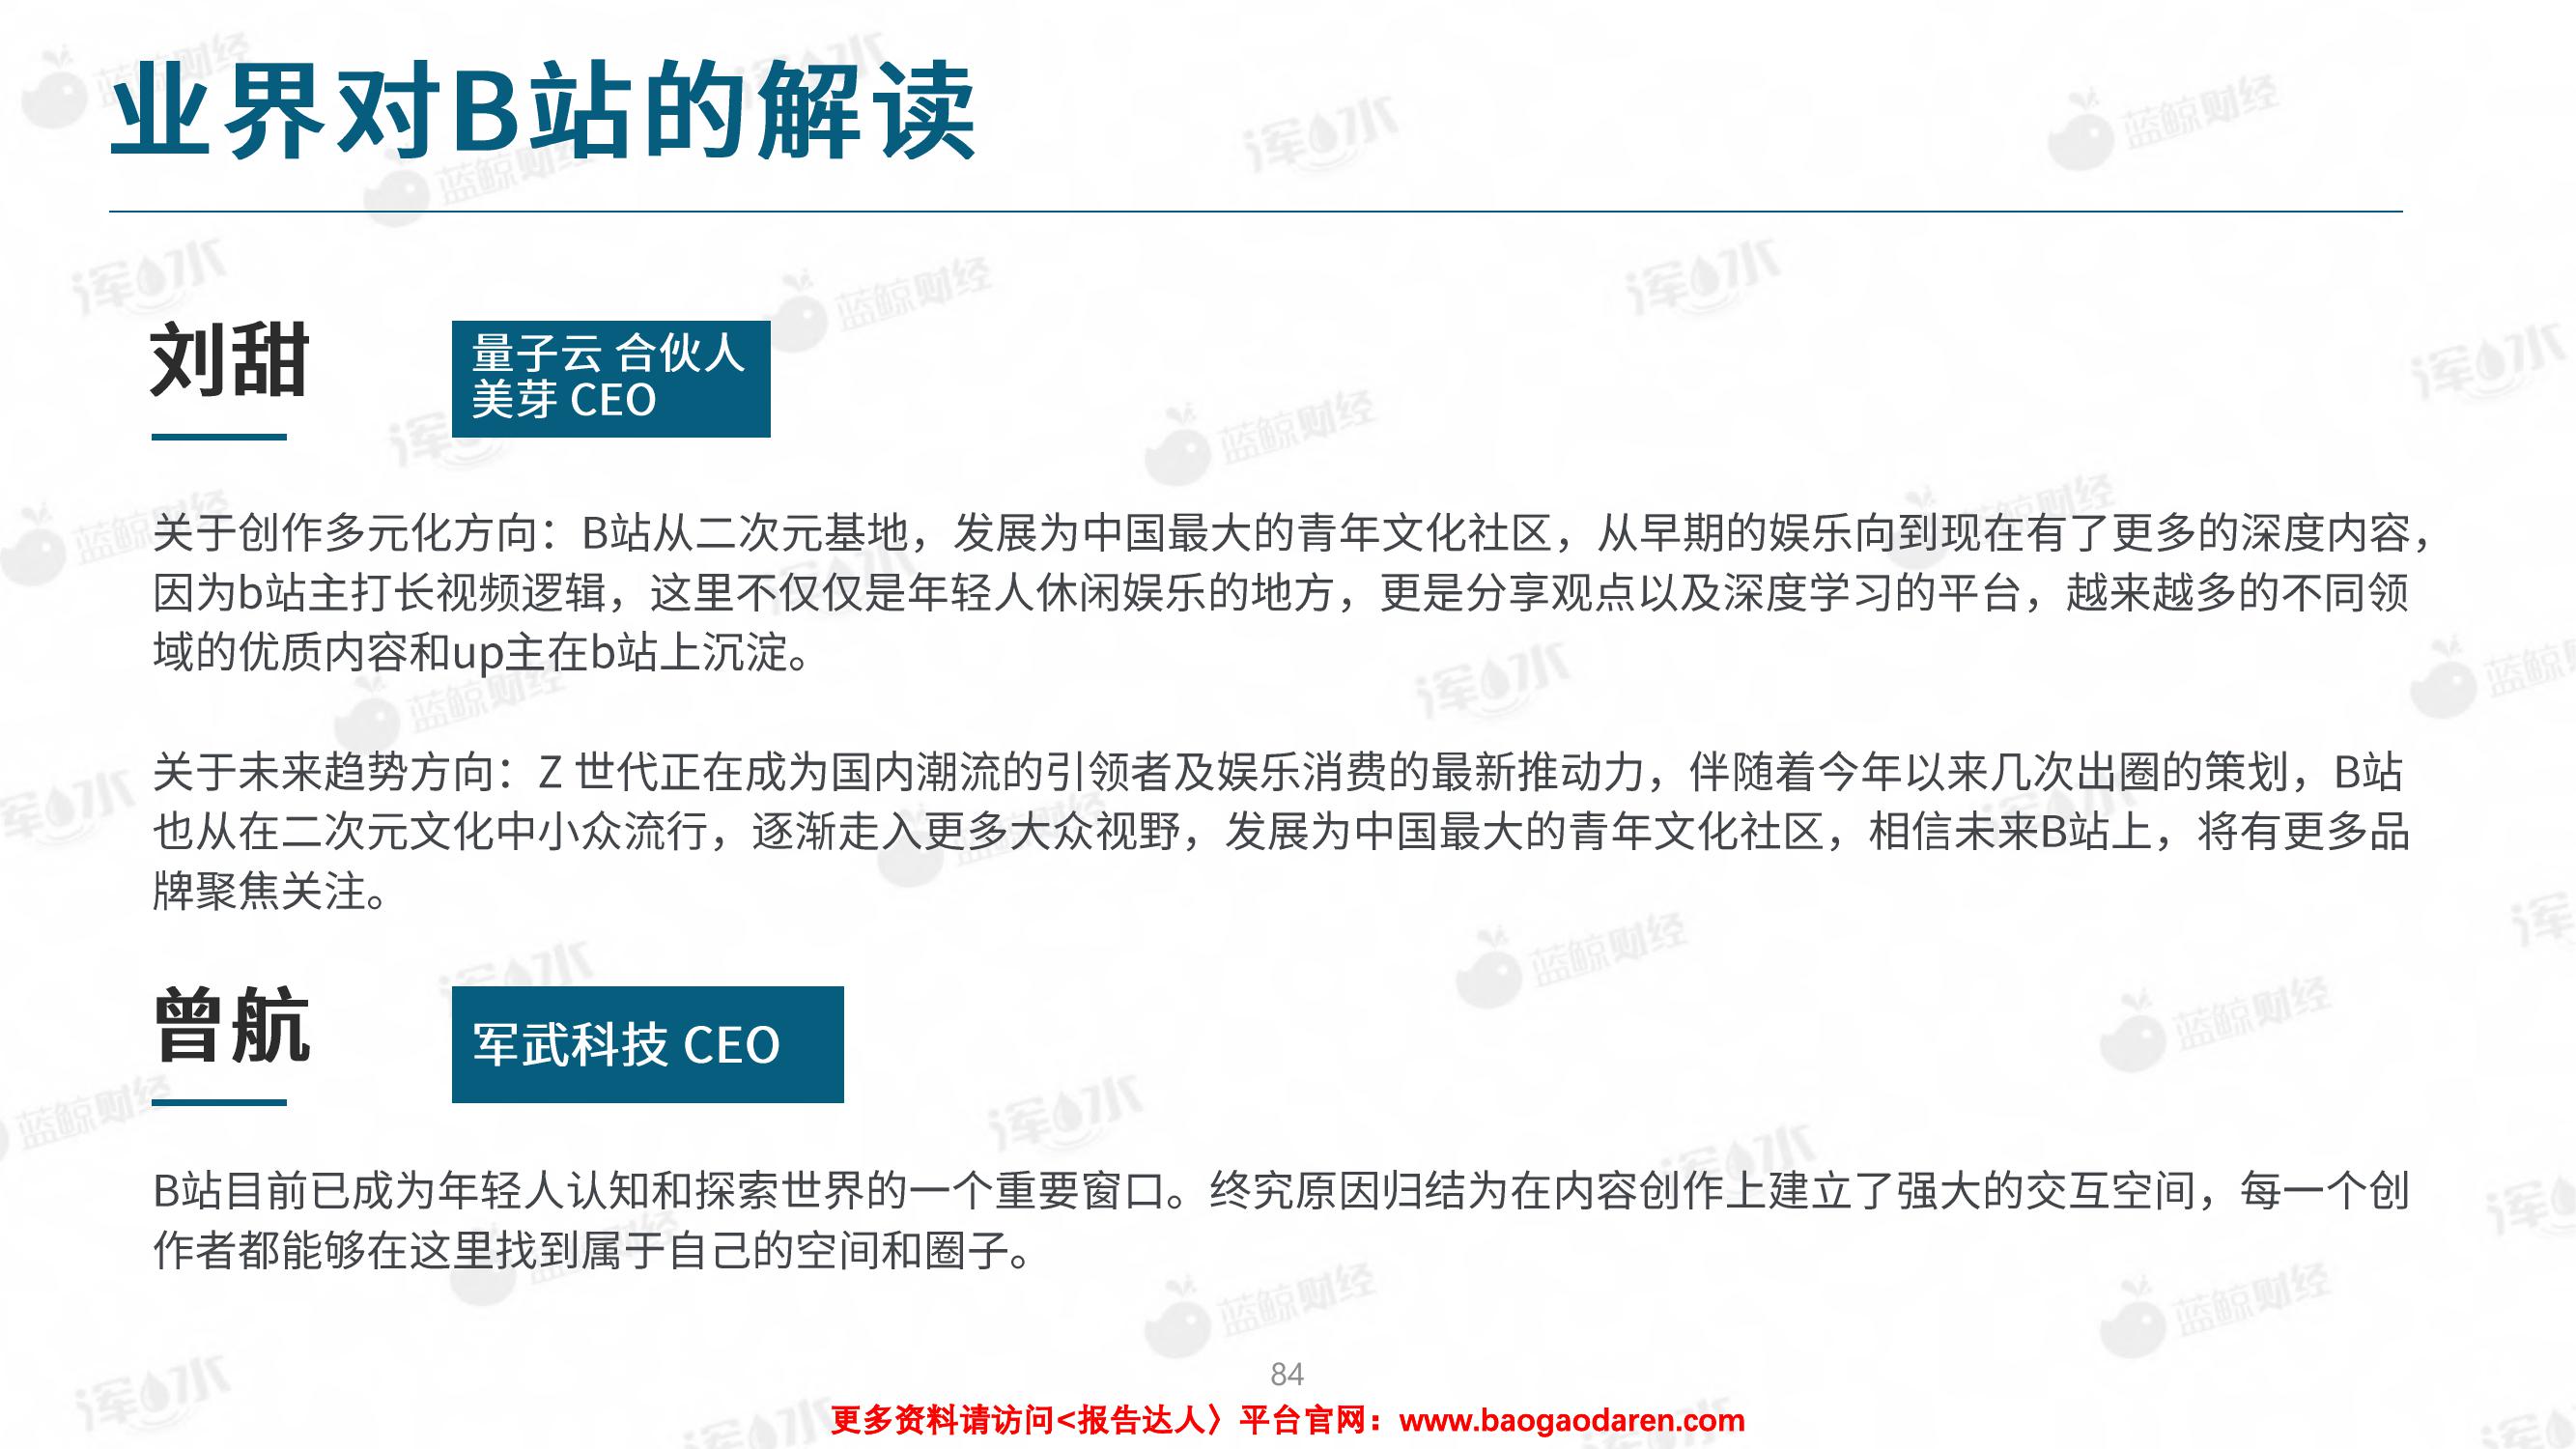 业界对B站的解读
刘甜
量子云 合伙人
美芽 CEO
关于创作多元化方向：B站从二次元基地，发展为中国最大的青年文化社区，从早期的娱乐向到现在有了更多的深度内容，
因为b站主打长视频逻辑，这里不仅仅是年轻人休闲娱乐的地方，更是分享观点以及深度学习的平台，越来越多的不同领
域的优质内容和up主在b站上沉淀。
关于未来趋势方向：Z 世代正在成为国内潮流的引领者及娱乐消费的最新推动力，伴随着今年以来几次出圈的策划，B站
也从在二次元文化中小众流行，逐渐走入更多大众视野，发展为中国最大的青年文化社区，相信未来B站上，将有更多品
牌聚焦关注。
曾航
军武科技 CEO
B站目前已成为年轻人认知和探索世界的一个重要窗口。终究原因归结为在内容创作上建立了强大的交互空间，每一个创
作者都能够在这里找到属于自己的空间和圈子。
84
更多资料请访问<报告达人〉平台官网：www.baogaodaren.com
蓝鲸财经
浑水